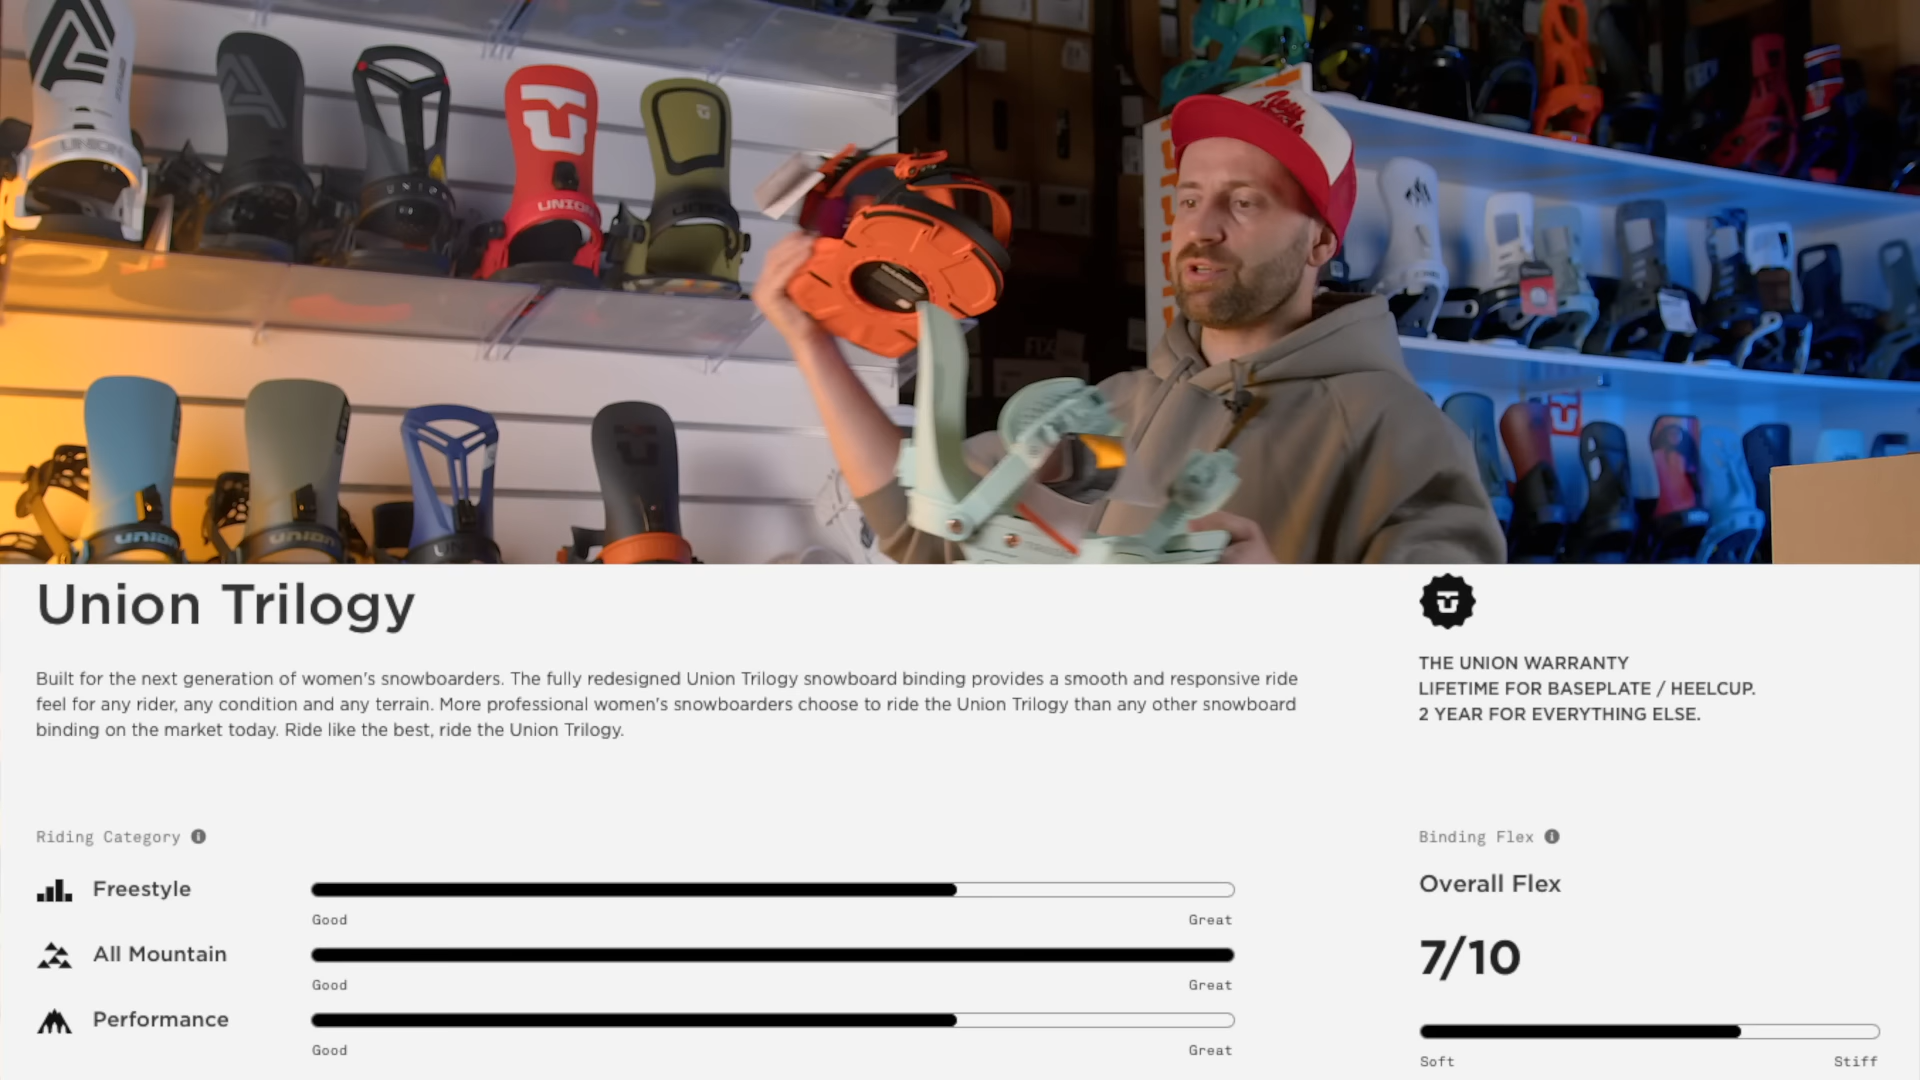 UNION
UNION
UNION
UNION
UNION
UNION
Union Trilogy
Built for the next generation of women's snowboarders. The fully redesigned Union Trilogy snowboard binding provides a smooth and responsive ride
feel for any rider, any condition and any terrain. More professional women's snowboarders choose to ride the Union Trilogy than any other snowboard
binding on the market today. Ride like the best, ride the Union Trilogy.
THE UNION WARRANTY
LIFETIME FOR BASEPLATE / HEELCUP.
2 YEAR FOR EVERYTHING ELSE.
Riding Category
Freestyle
Good Great
All Mountain
Good Great
Performance
Good Great
Binding Flex
Overall Flex
7/10
Soft Stiff